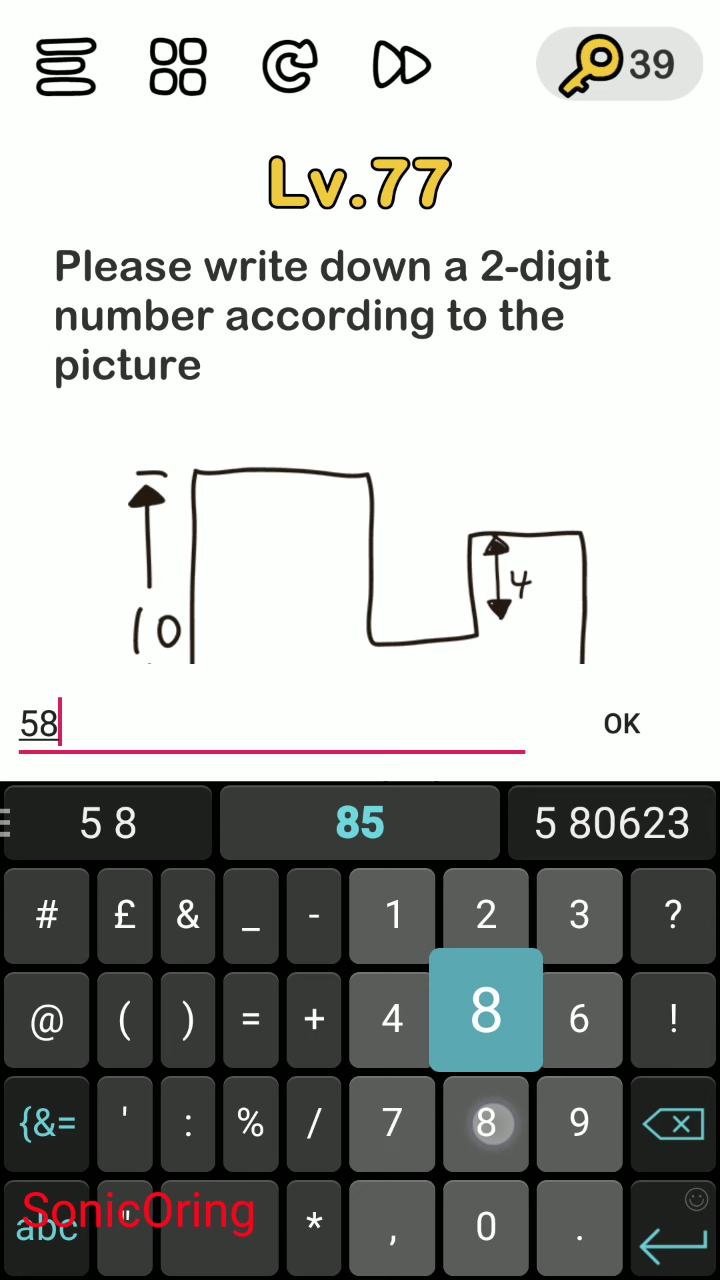 39
Lv.77
Please write down a 2-digit
number according to the
picture
4
10
58
OK
5 8
85
5 80623
# £ & _ - 1 2 3 ?
@ ( ) = + 4 8 6 !
{&= ' : % / 7 8 9
abc " * , 0 .
SonicOring